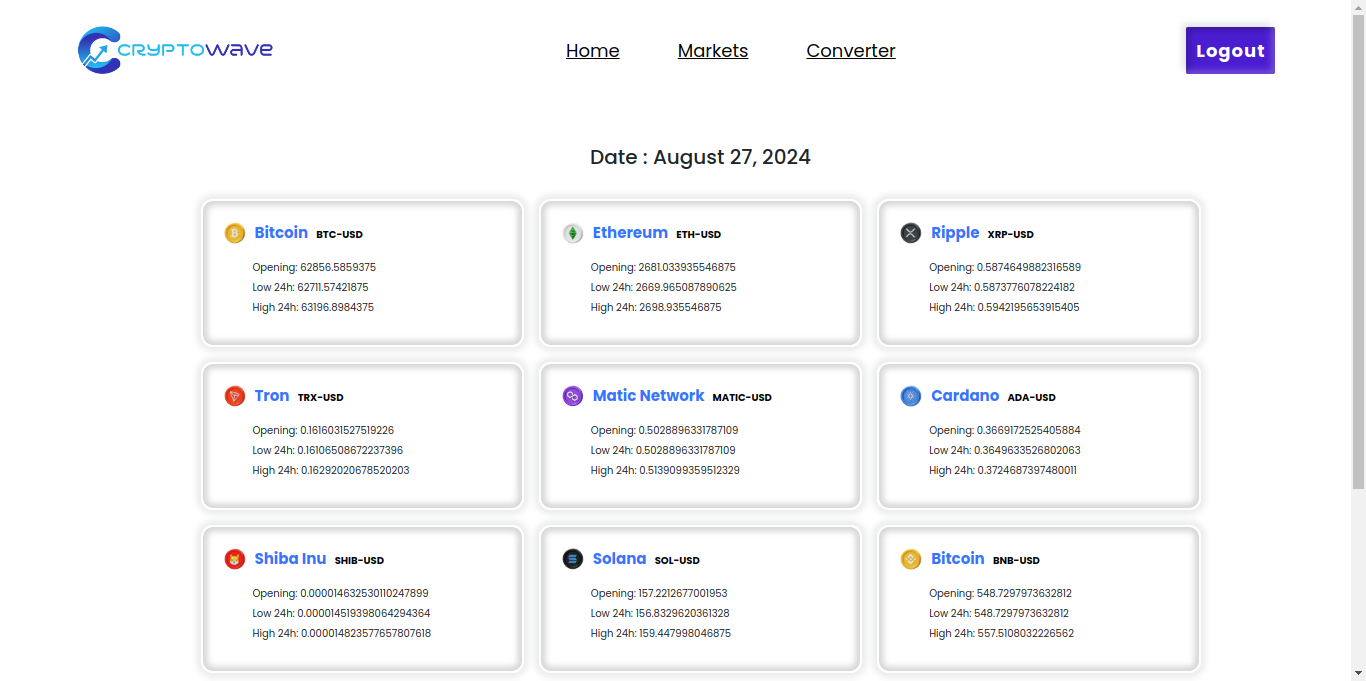 CRYPTOWAVE
Home Markets Converter
Logout
Date : August 27, 2024
Bitcoin BTC-USD
Opening: 62856.5859375
Low 24h: 62711.57421875
High 24h: 63196.8984375
Ethereum ETH-USD
Opening: 2681.033935546875
Low 24h: 2669.965087890625
High 24h: 2698.935546875
Ripple XRP-USD
Opening: 0.5874649882316589
Low 24h: 0.5873776078224182
High 24h: 0.5942195653915405
Tron TRX-USD
Opening: 0.1616031527519226
Low 24h: 0.16106508672237396
High 24h: 0.16292020678520203
Matic Network MATIC-USD
Opening: 0.5028896331787109
Low 24h: 0.5028896331787109
High 24h: 0.5139099359512329
Cardano ADA-USD
Opening: 0.3669172525405884
Low 24h: 0.3649633526802063
High 24h: 0.3724687397480011
Shiba Inu SHIB-USD
Opening: 0.000014632530110247899
Low 24h: 0.000014519398064294364
High 24h: 0.000014823577657807618
Solana SOL-USD
Opening: 157.2212677001953
Low 24h: 156.8329620361328
High 24h: 159.447998046875
Bitcoin BNB-USD
Opening: 548.7297973632812
Low 24h: 548.7297973632812
High 24h: 557.5108032226562